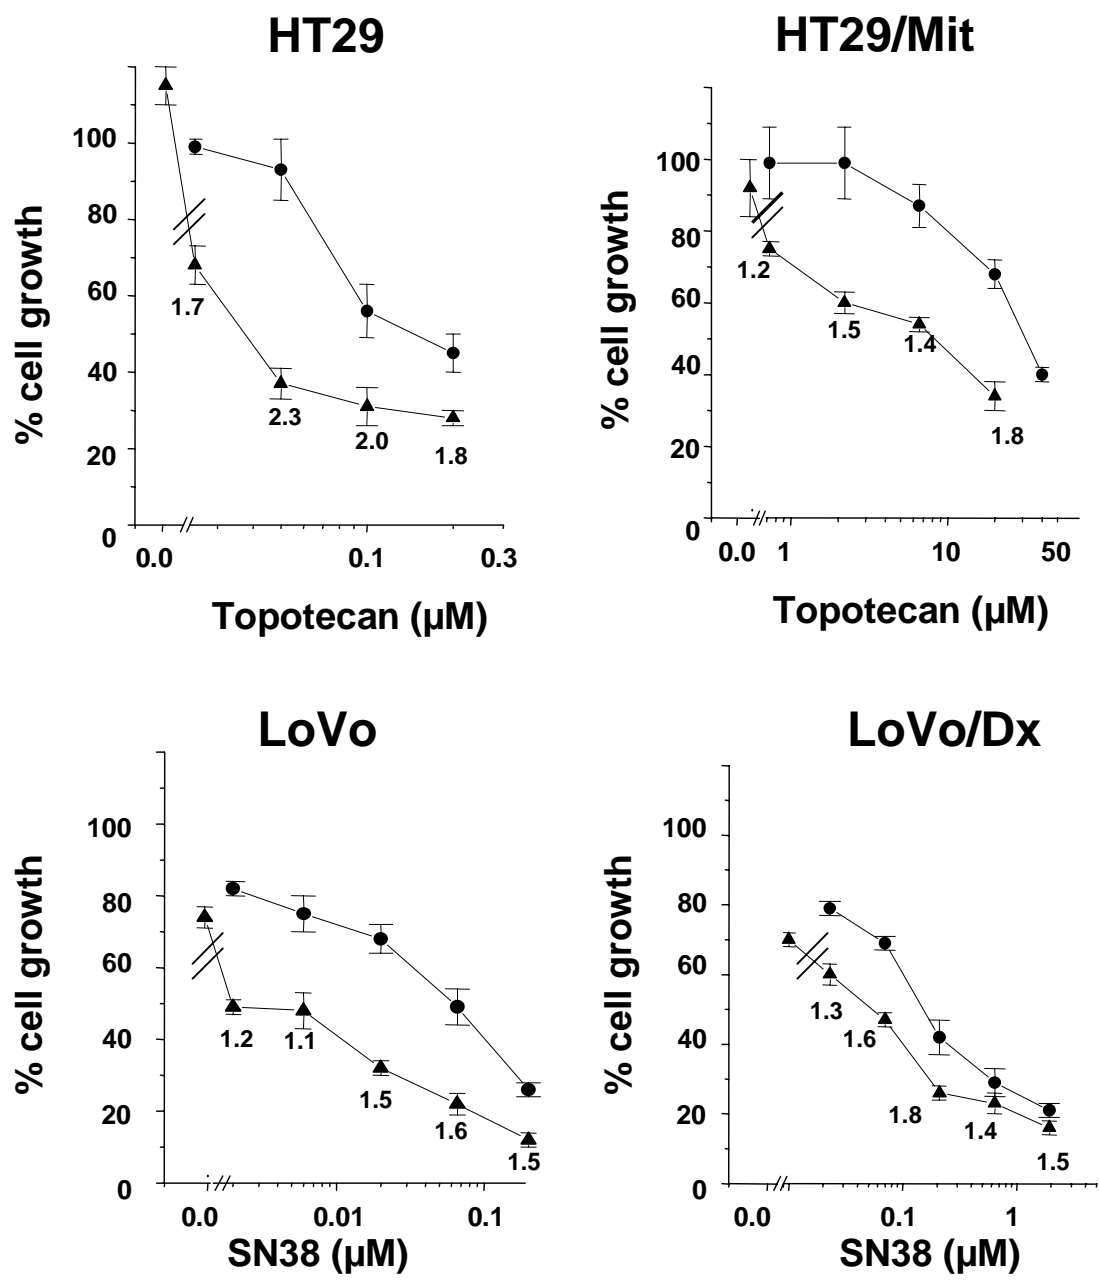 HT29
HT29/Mit
100
80
60
40
20
0
% cell growth
1.7
2.3
2.0
1.8
0.0 0.1 0.3
Topotecan (µM)
100
80
60
40
20
0
% cell growth
1.2
1.5
1.4
1.8
0.0 1 10 50
Topotecan (µM)
LoVo
LoVo/Dx
100
80
60
40
20
0
% cell growth
1.2
1.1
1.5
1.6
1.5
0.0 0.01 0.1
SN38 (µM)
100
80
60
40
20
0
% cell growth
1.3
1.6
1.8
1.4
1.5
0.0 0.1 1
SN38 (µM)